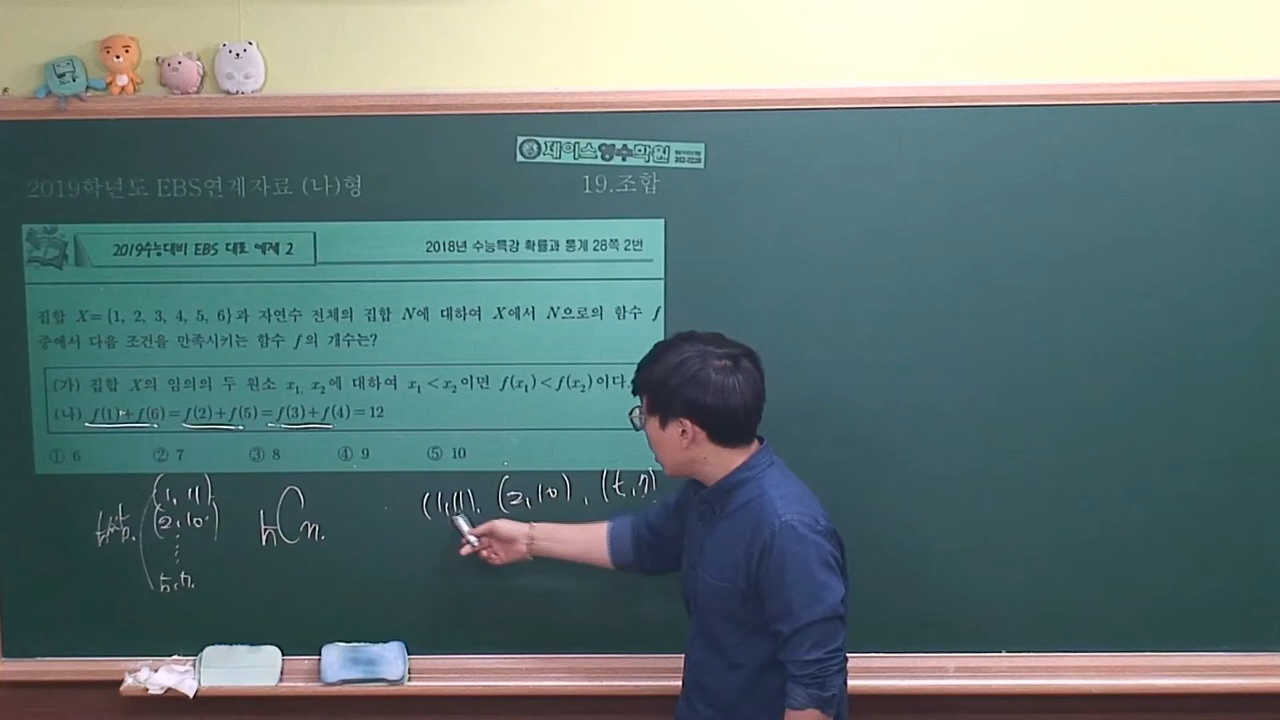 제이스영수학원
2019학년도 EBS연계자료 (나)형
19.조합
2019수능대비 EBS 대표 예제 2
2018년 수능특강 확률과 통계 28쪽 2번
집합 X={1, 2, 3, 4, 5, 6}과 자연수 전체의 집합 N에 대하여 X에서 N으로의 함수 f
중에서 다음 조건을 만족시키는 함수 f의 개수는?
(가) 집합 X의 임의의 두 원소 x₁, x₂에 대하여 x₁<x₂이면 f(x₁)<f(x₂)이다.
(나) f(1)+f(6)=f(2)+f(5)=f(3)+f(4)=12
① 6 ② 7 ③ 8 ④ 9 ⑤ 10
(1, 11)
(2, 10)
(1, 11), (2, 10),